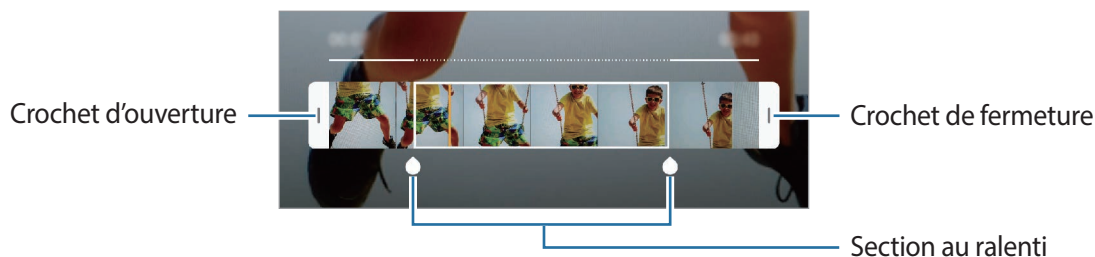 Crochet d'ouverture
Crochet de fermeture
Section au ralenti